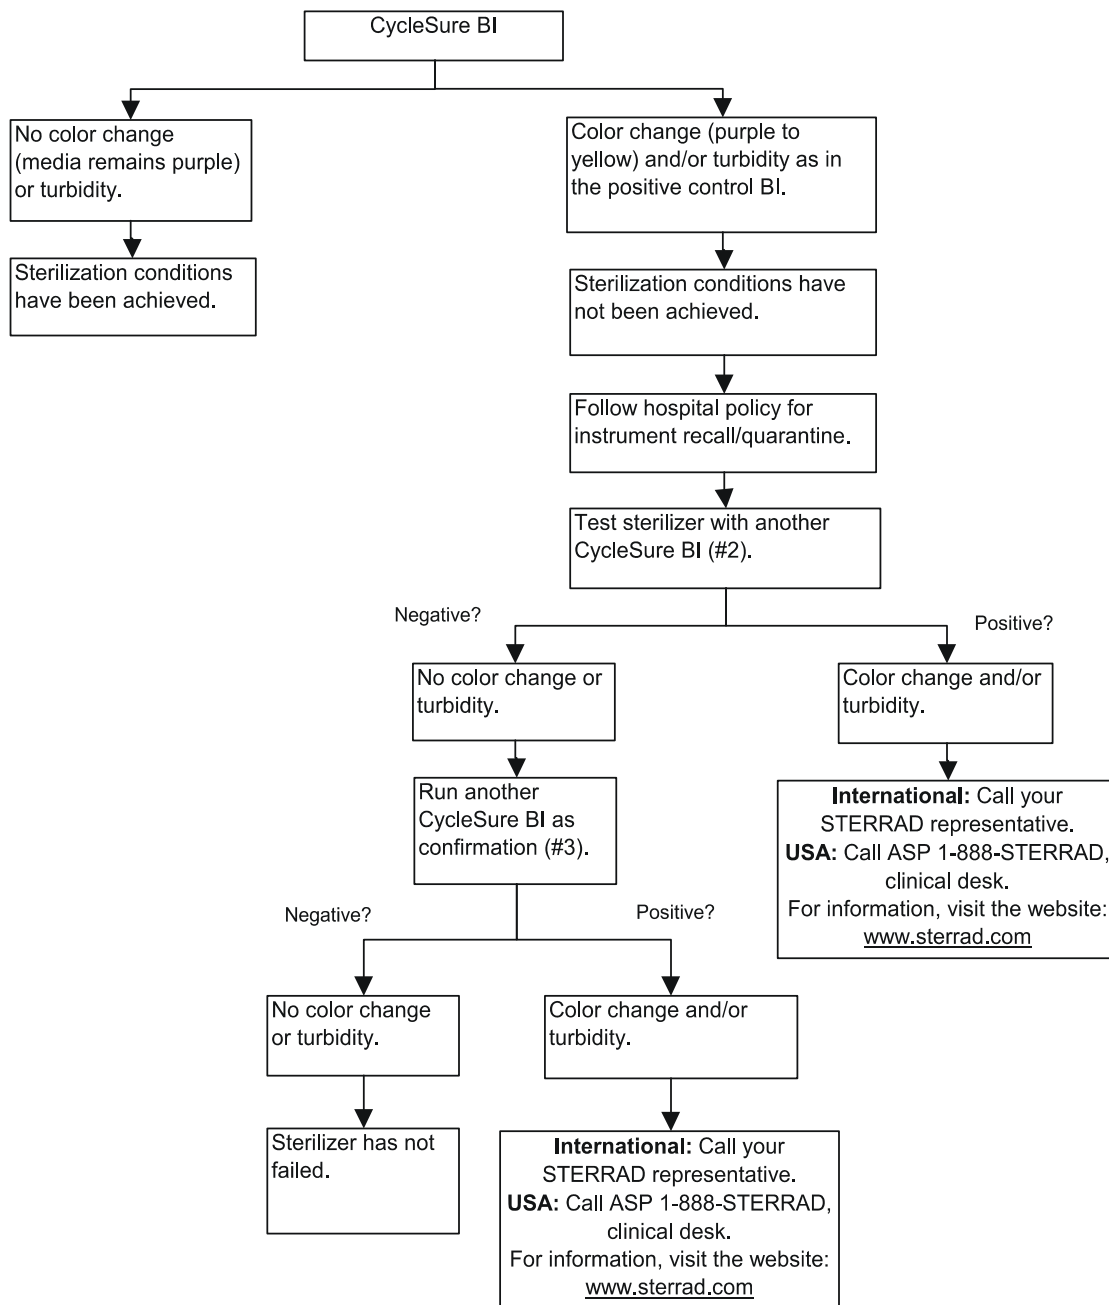 CycleSure BI
No color change
(media remains purple)
or turbidity.
Color change (purple to
yellow) and/or turbidity as in
the positive control BI.
Sterilization conditions
have been achieved.
Sterilization conditions have
not been achieved.
Follow hospital policy for
instrument recall/quarantine.
Test sterilizer with another
CycleSure BI (#2).
Negative?
Positive?
No color change or
turbidity.
Color change and/or
turbidity.
Run another
CycleSure BI as
confirmation (#3).
International: Call your
STERRAD representative.
USA: Call ASP 1-888-STERRAD,
clinical desk.
For information, visit the website:
www.sterrad.com
Negative?
Positive?
No color change
or turbidity.
Color change and/or
turbidity.
Sterilizer has not
failed.
International: Call your
STERRAD representative.
USA: Call ASP 1-888-STERRAD,
clinical desk.
For information, visit the website:
www.sterrad.com